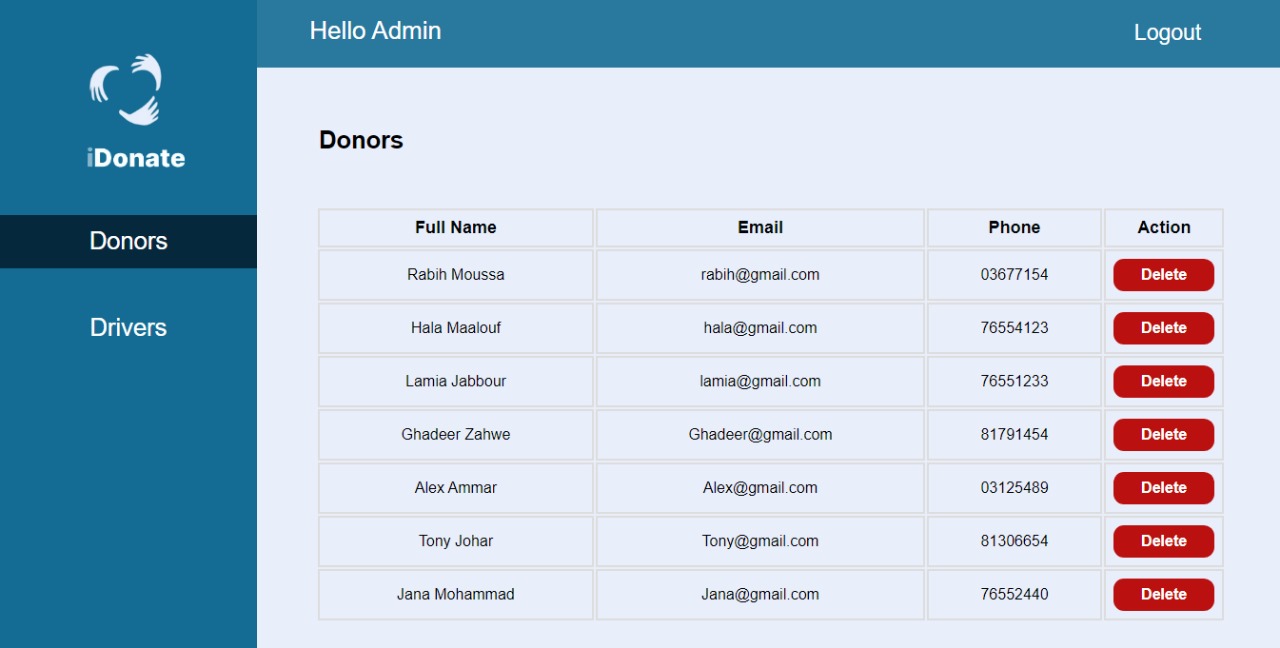 Hello Admin
Logout
iDonate
Donors
Drivers
Donors
Full Name Email Phone Action
Rabih Moussa rabih@gmail.com 03677154 Delete
Hala Maalouf hala@gmail.com 76554123 Delete
Lamia Jabbour lamia@gmail.com 76551233 Delete
Ghadeer Zahwe Ghadeer@gmail.com 81791454 Delete
Alex Ammar Alex@gmail.com 03125489 Delete
Tony Johar Tony@gmail.com 81306654 Delete
Jana Mohammad Jana@gmail.com 76552440 Delete